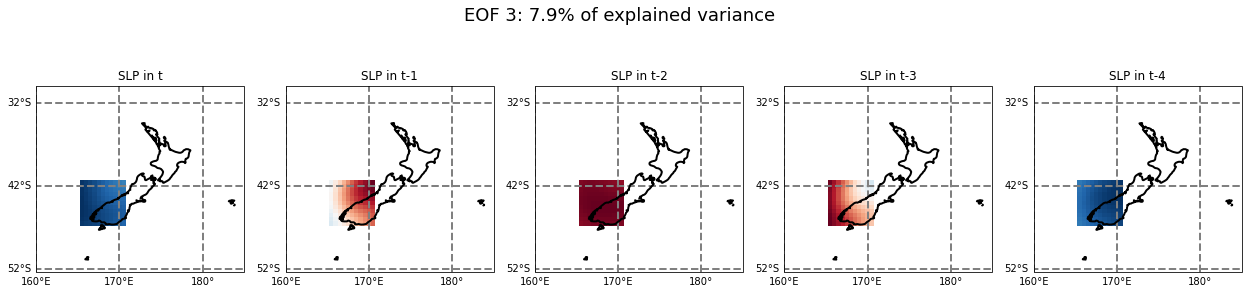 EOF 3: 7.9% of explained variance
SLP in t
SLP in t-1
SLP in t-2
SLP in t-3
SLP in t-4
32°S
32°S
32°S
32°S
32°S
42°S
42°S
42°S
42°S
42°S
52°S
52°S
52°S
52°S
52°S
160°E 170°E 180°
160°E 170°E 180°
160°E 170°E 180°
160°E 170°E 180°
160°E 170°E 180°